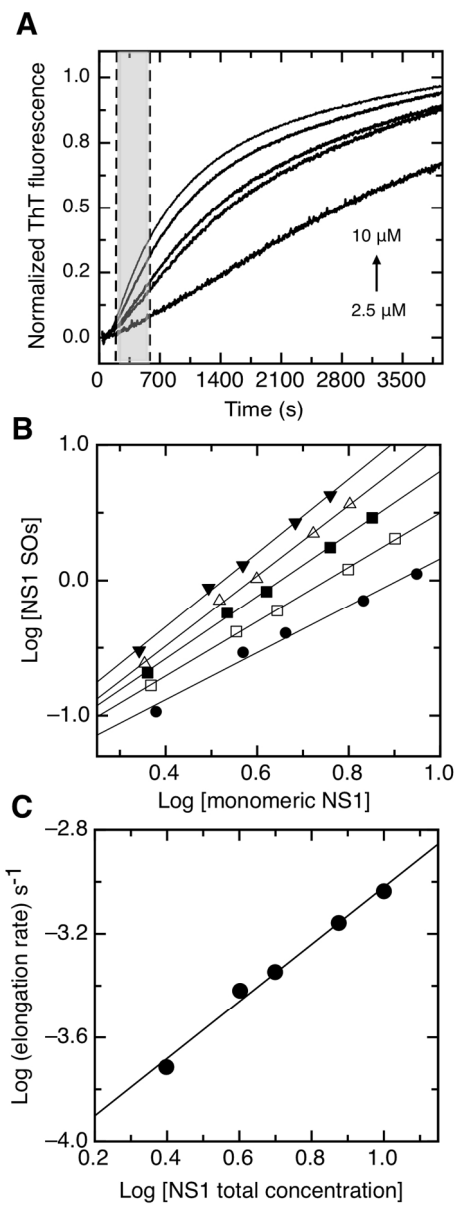 A
Normalized ThT fluorescence
1.0
0.8
0.5
0.2
0.0
10 μM
2.5 μM
0 700 1400 2100 2800 3500
Time (s)
B
Log [NS1 SOs]
1.0
0.0
−1.0
0.4 0.6 0.8 1.0
Log [monomeric NS1]
C
Log (elongation rate) s-1
−2.8
−3.2
−3.6
−4.0
0.2 0.4 0.6 0.8 1.0
Log [NS1 total concentration]